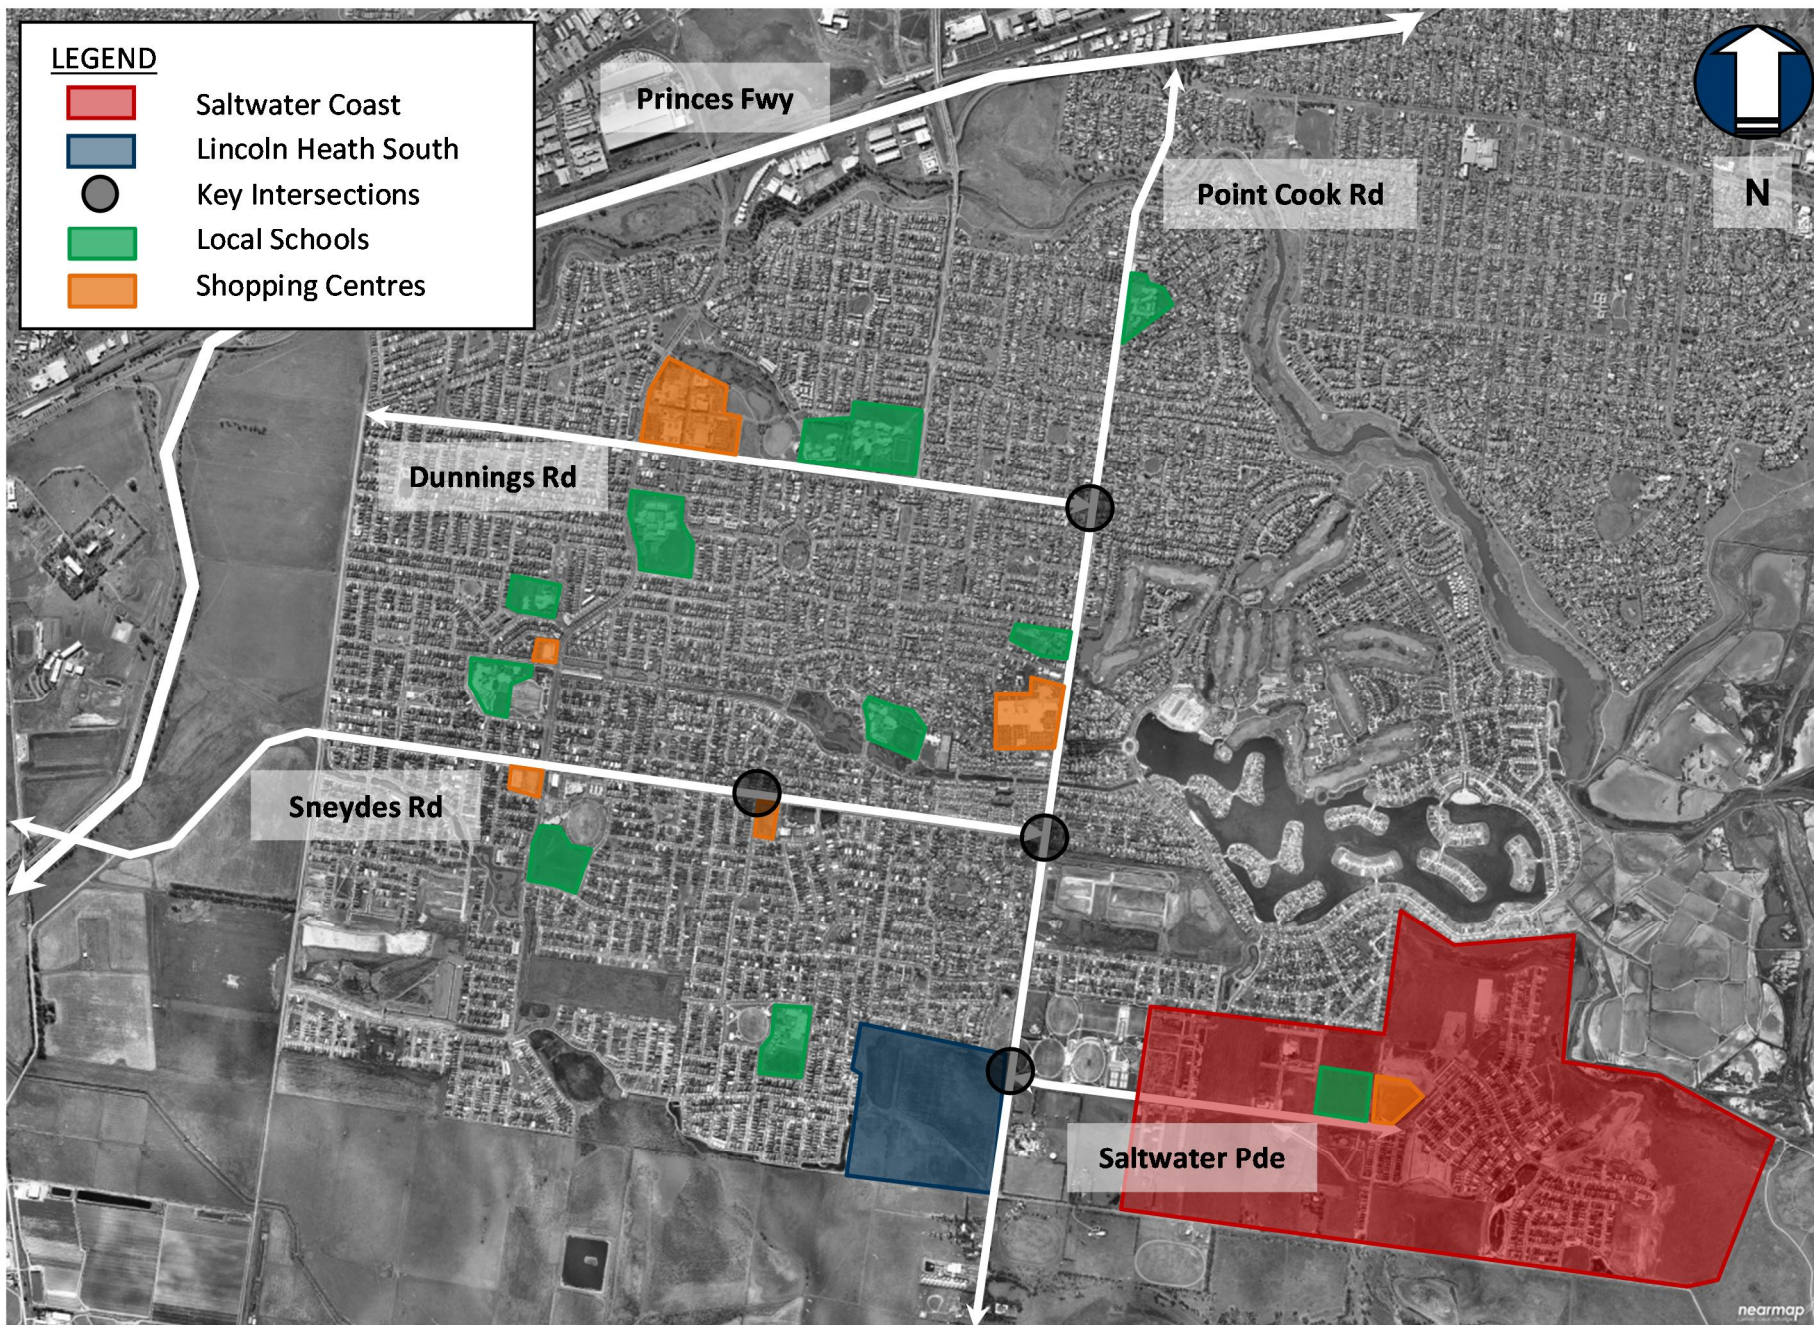 LEGEND
Saltwater Coast
Lincoln Heath South
Key Intersections
Local Schools
Shopping Centres
Princes Fwy
Point Cook Rd
N
Dunnings Rd
Sneydes Rd
Saltwater Pde
nearmap